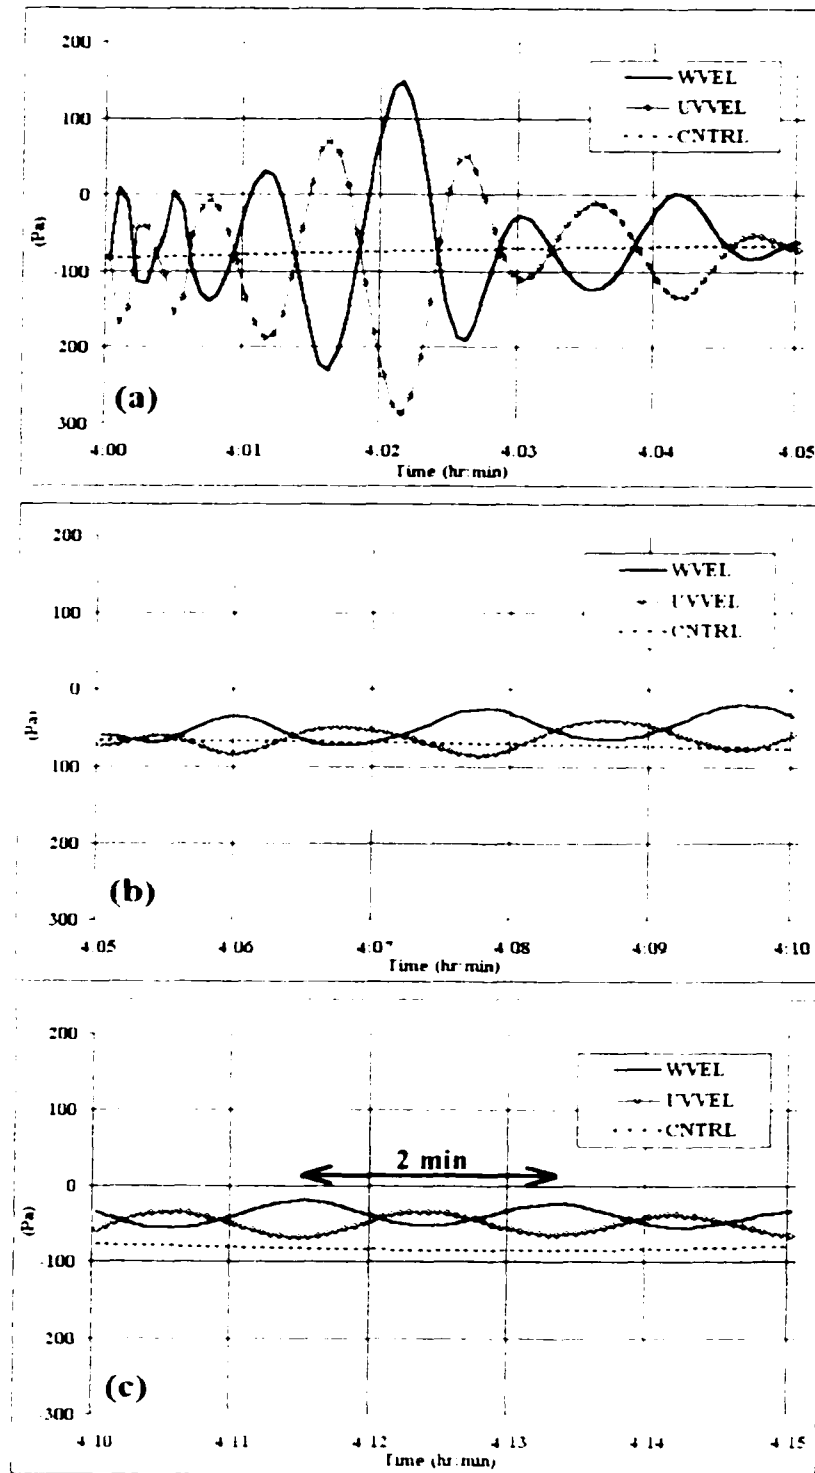 200
WVEL
UVVEL
CNTRL
100
0
(Pa)
-100
200
300
(a)
4:00 4:01 4:02 4:03 4:04 4:05
Time (hr:min)
200
WVEL
UVVEL
CNTRL
100
0
(Pa)
100
200
300
(b)
4:05 4:06 4:07 4:08 4:09 4:10
Time (hr:min)
200
WVEL
UVVEL
CNTRL
100
2 min
0
(Pa)
-100
200
300
(c)
4:10 4:11 4:12 4:13 4:14 4:15
Time (hr:min)